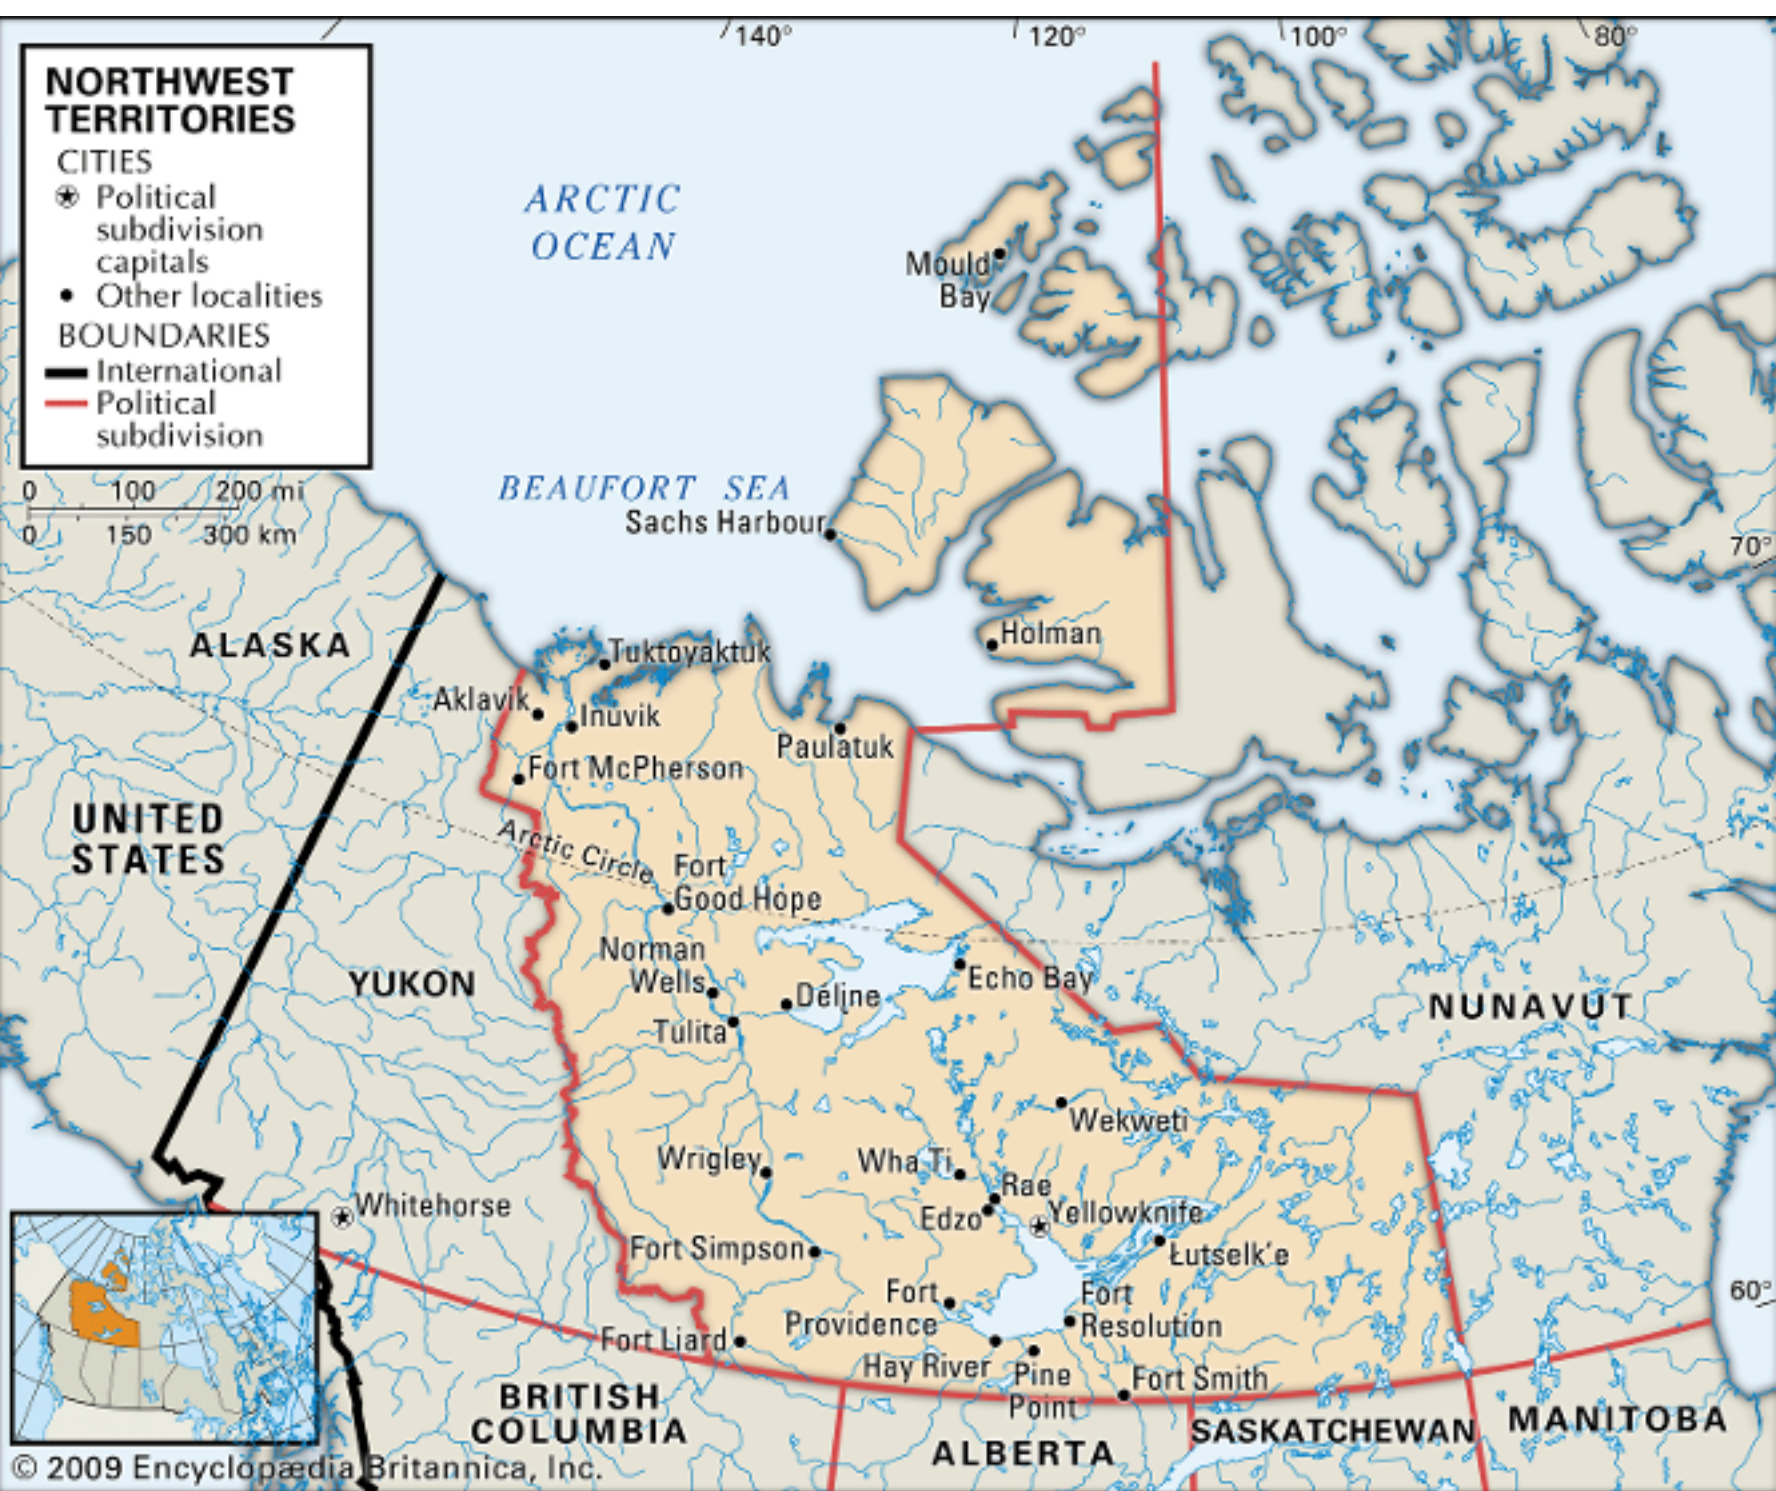 140°
120°
100°
80°
NORTHWEST
TERRITORIES
CITIES
Political
subdivision
capitals
Other localities
BOUNDARIES
International
Political
subdivision
0 100 200 mi
0 150 300 km
ARCTIC
OCEAN
Mould
Bay
BEAUFORT SEA
Sachs Harbour
70°
Holman
ALASKA
Tuktoyaktuk
Aklavik
Inuvik
Paulatuk
Fort McPherson
UNITED
STATES
Arctic Circle
Fort
Good Hope
Norman
Wells
Echo Bay
YUKON
Déline
NUNAVUT
Tulita
Wekweti
Wrigley
Wha Ti
Rae
Whitehorse
Edzo
Yellowknife
Fort Simpson
Łutselk'e
Fort
Providence
Fort
Resolution
60°
Fort Liard
Hay River
Pine
Point
Fort Smith
BRITISH
COLUMBIA
ALBERTA
SASKATCHEWAN
MANITOBA
© 2009 Encyclopædia Britannica, Inc.